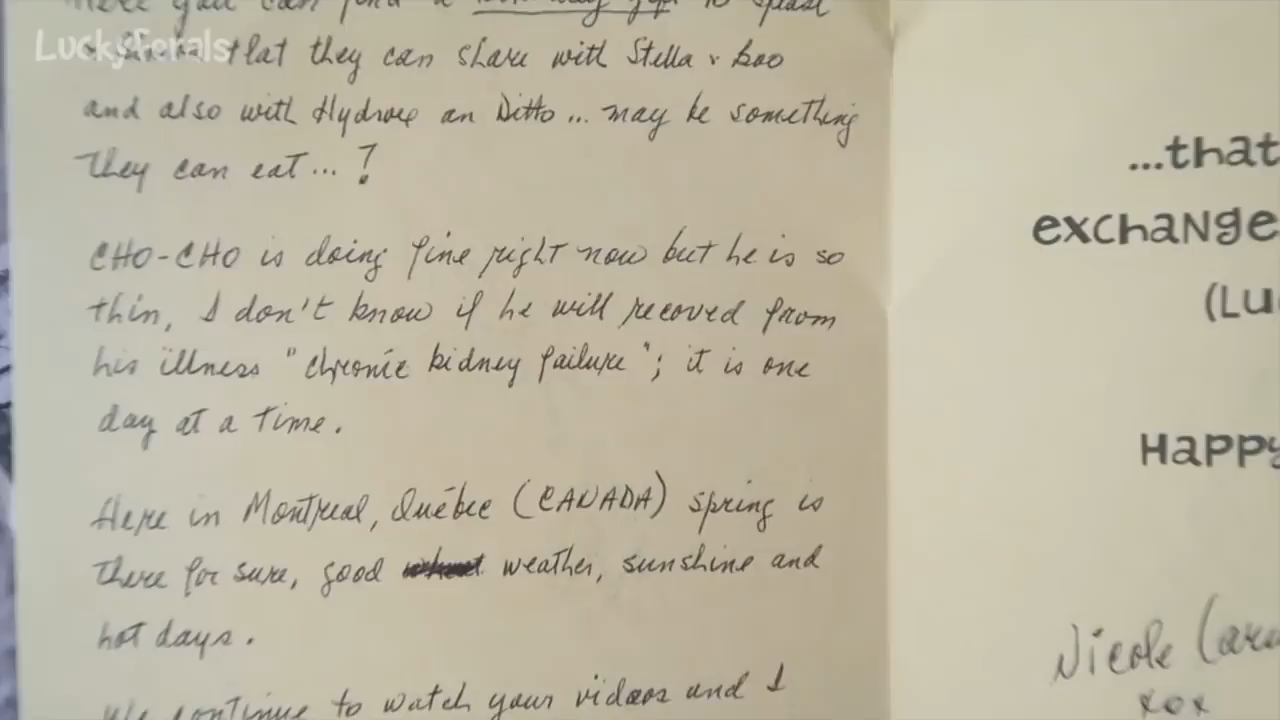 LuckyFerals
Here you can find a
that they can share with Stella & Boo
and also with Hydrox an Ditto... may be something
they can eat...?
CHO-CHO is doing fine right now but he is so
thin, I don't know if he will recoved from
his illness "chronic kidney failure"; it is one
day at a time.
Here in Montreal, Québec (CANADA) spring is
there for sure, good weather, sunshine and
hot days.
We continue to watch your videos and I
...that
exchange
(Lu
Happy
Nicole
xox